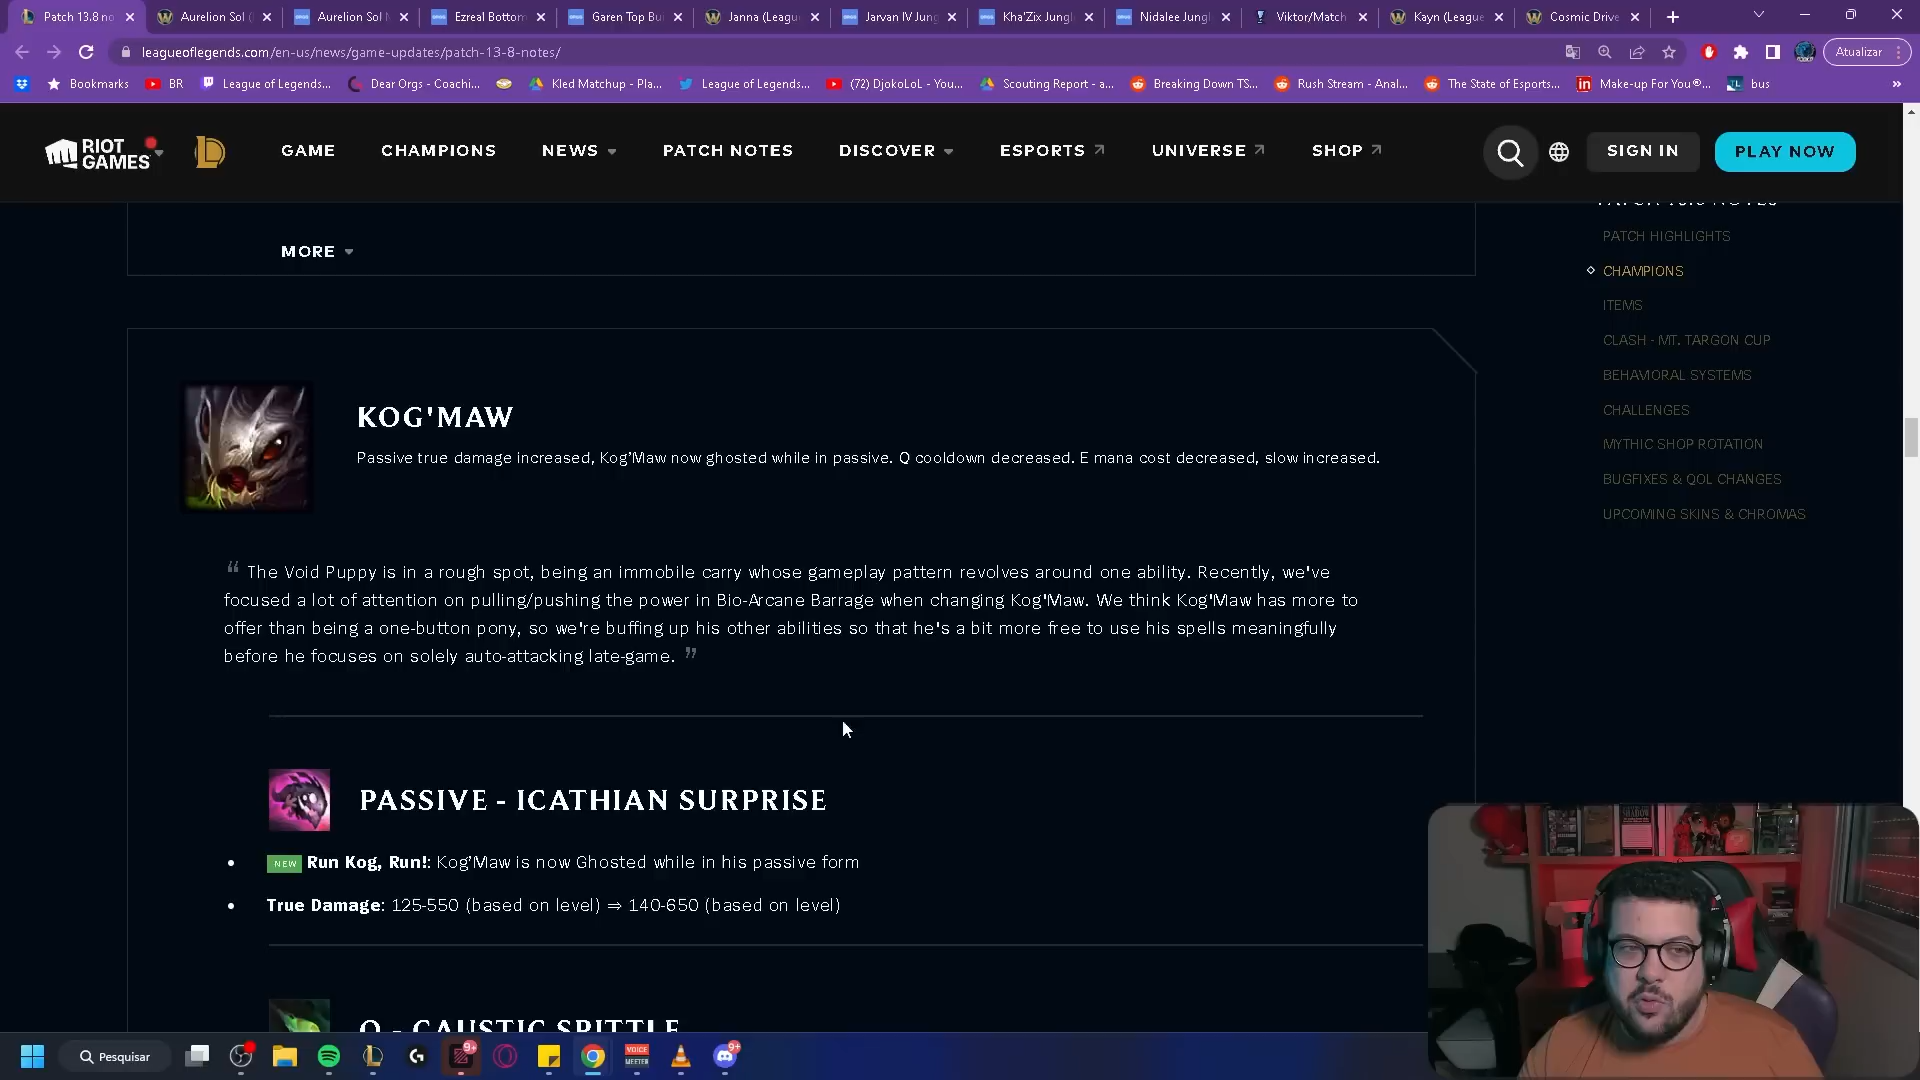 Patch 13.8 no
Aurelion Sol (
Aurelion Sol M
Ezreal Bottom
Garen Top Bui
Janna (Leagu
Jarvan IV Jung
Kha'Zix Jungl
Nidalee Jungl
Viktor/Match
Kayn (League
Cosmic Drive
leagueoflegends.com/en-us/news/game-updates/patch-13-8-notes/
Atualizar
Bookmarks
BR
League of Legends...
Dear Orgs - Coachi...
Kled Matchup - Pla...
League of Legends...
(72) DjokoLoL - You...
Scouting Report - a...
Breaking Down TS...
Rush Stream - Anal...
The State of Esports...
Make-up For You®...
bus
RIOT GAMES
GAME
CHAMPIONS
NEWS
PATCH NOTES
DISCOVER
ESPORTS
UNIVERSE
SHOP
SIGN IN
PLAY NOW
PATCH 13.8 NOTES
PATCH HIGHLIGHTS
CHAMPIONS
ITEMS
CLASH - MT. TARGON CUP
BEHAVIORAL SYSTEMS
CHALLENGES
MYTHIC SHOP ROTATION
BUGFIXES & QOL CHANGES
UPCOMING SKINS & CHROMAS
MORE
KOG'MAW
Passive true damage increased, Kog'Maw now ghosted while in passive. Q cooldown decreased. E mana cost decreased, slow increased.
“ The Void Puppy is in a rough spot, being an immobile carry whose gameplay pattern revolves around one ability. Recently, we've
focused a lot of attention on pulling/pushing the power in Bio-Arcane Barrage when changing Kog'Maw. We think Kog'Maw has more to
offer than being a one-button pony, so we're buffing up his other abilities so that he's a bit more free to use his spells meaningfully
before he focuses on solely auto-attacking late-game. ”
PASSIVE - ICATHIAN SURPRISE
• NEW Run Kog, Run!: Kog'Maw is now Ghosted while in his passive form
• True Damage: 125-550 (based on level) ⇒ 140-650 (based on level)
Q - CAUSTIC SPITTLE
Pesquisar
9+
VOICE MEETER
9+